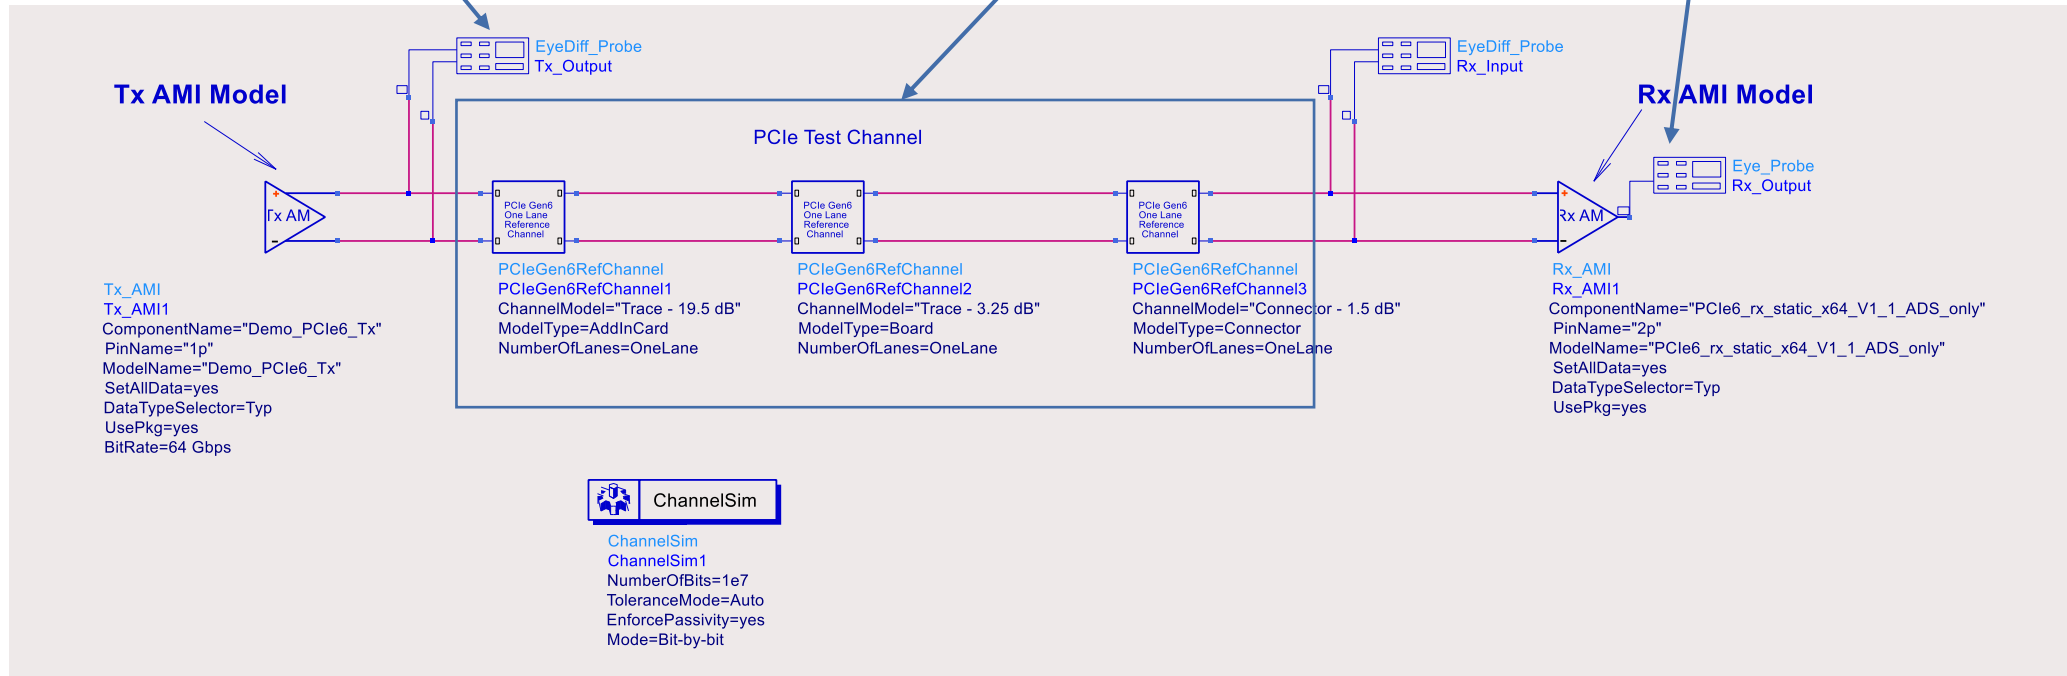 EyeDiff_Probe
Tx_Output
EyeDiff_Probe
Rx_Input
Tx AMI Model
Rx AMI Model
PCIe Test Channel
Eye_Probe
Rx_Output
+
Tx AM
-
PCIe Gen6
One Lane
Reference
Channel
PCIe Gen6
One Lane
Reference
Channel
PCIe Gen6
One Lane
Reference
Channel
+
Rx AM
-
Tx_AMI
Tx_AMI1
ComponentName="Demo_PCIe6_Tx"
PinName="1p"
ModelName="Demo_PCIe6_Tx"
SetAllData=yes
DataTypeSelector=Typ
UsePkg=yes
BitRate=64 Gbps
PCIeGen6RefChannel
PCIeGen6RefChannel1
ChannelModel="Trace - 19.5 dB"
ModelType=AddInCard
NumberOfLanes=OneLane
PCIeGen6RefChannel
PCIeGen6RefChannel2
ChannelModel="Trace - 3.25 dB"
ModelType=Board
NumberOfLanes=OneLane
PCIeGen6RefChannel
PCIeGen6RefChannel3
ChannelModel="Connector - 1.5 dB"
ModelType=Connector
NumberOfLanes=OneLane
Rx_AMI
Rx_AMI1
ComponentName="PCIe6_rx_static_x64_V1_1_ADS_only"
PinName="2p"
ModelName="PCIe6_rx_static_x64_V1_1_ADS_only"
SetAllData=yes
DataTypeSelector=Typ
UsePkg=yes
ChannelSim
ChannelSim
ChannelSim1
NumberOfBits=1e7
ToleranceMode=Auto
EnforcePassivity=yes
Mode=Bit-by-bit